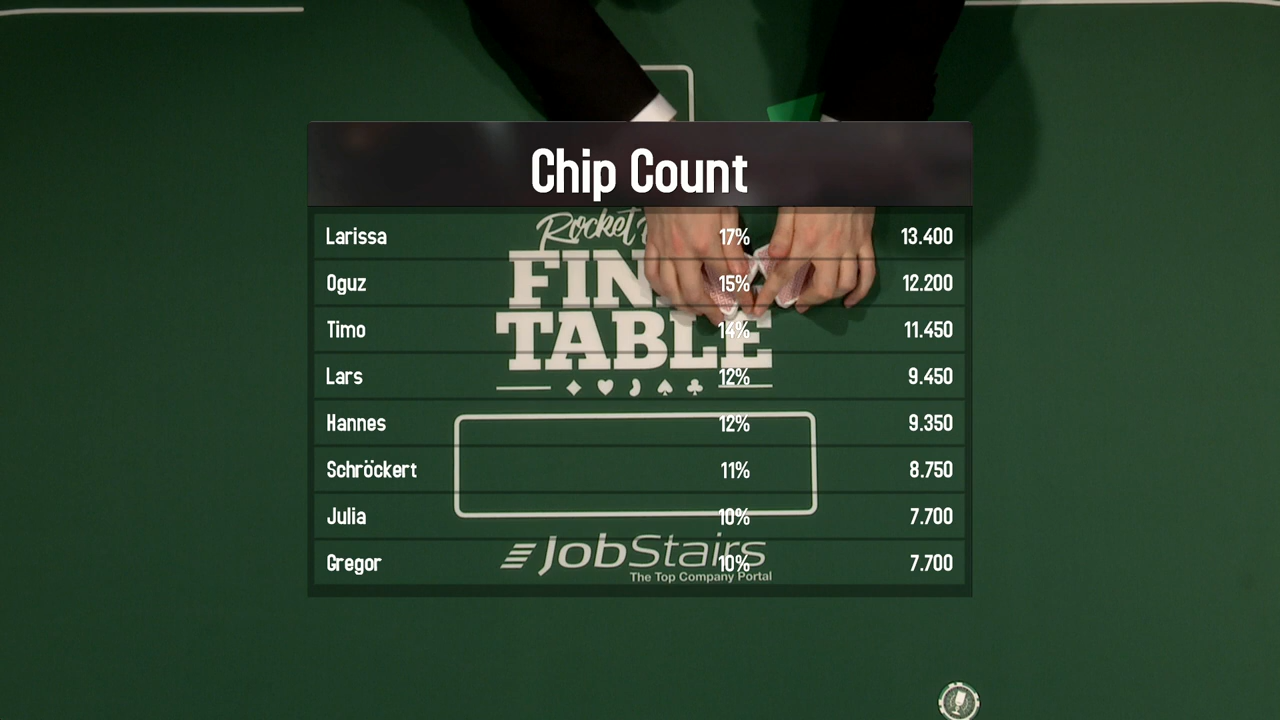 Chip Count
Larissa 17% 13.400
Oguz 15% 12.200
Timo 14% 11.450
Lars 12% 9.450
Hannes 12% 9.350
Schröckert 11% 8.750
Julia 10% 7.700
Gregor 10% 7.700
Rocket
FIN
TABLE
JobStairs
The Top Company Portal